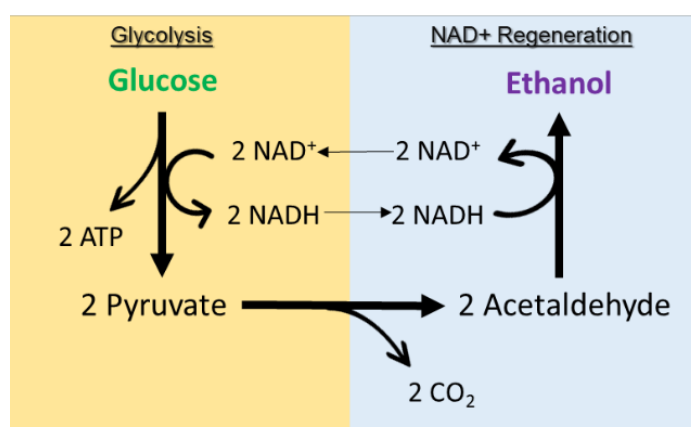 Glycolysis
NAD+ Regeneration
Glucose
Ethanol
2 NAD⁺
2 NAD⁺
2 NADH
2 NADH
2 ATP
2 Pyruvate
2 Acetaldehyde
2 CO₂